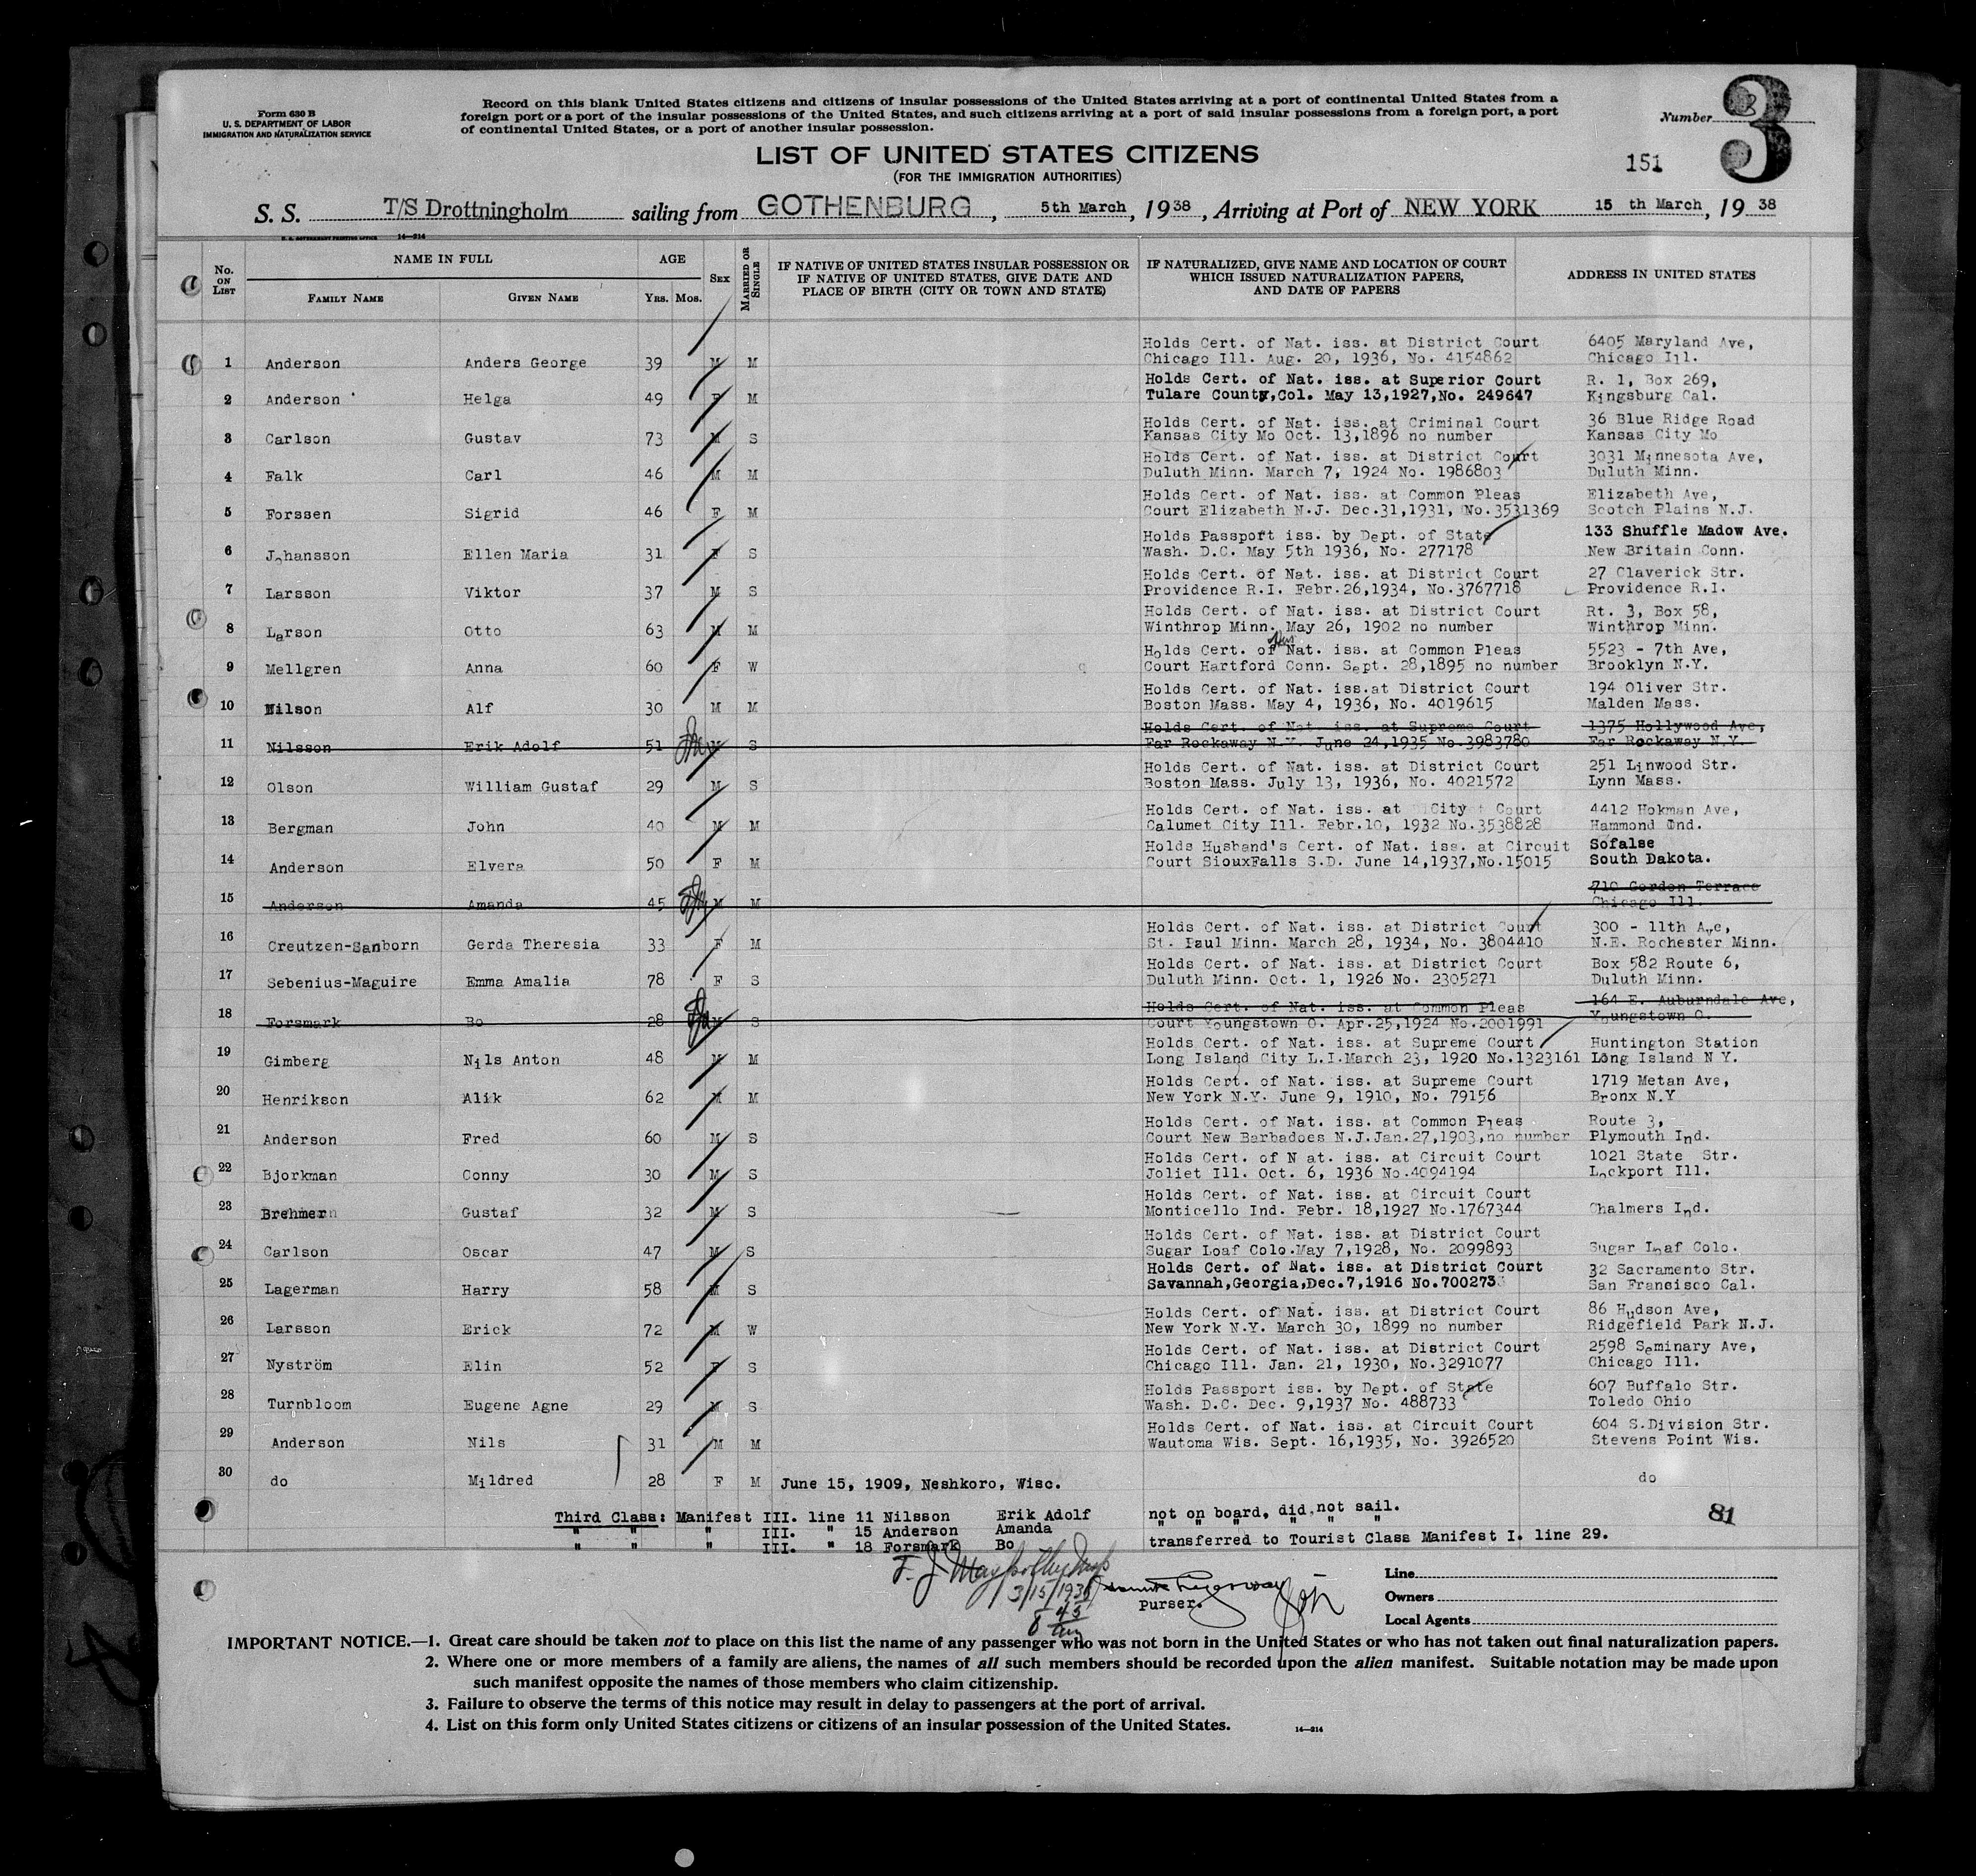 Form 630 B
U. S. DEPARTMENT OF LABOR
IMMIGRATION AND NATURALIZATION SERVICE
Record on this blank United States citizens and citizens of insular possessions of the United States arriving at a port of continental United States from a
foreign port or a port of the insular possessions of the United States, and such citizens arriving at a port of said insular possessions from a foreign port, a port
of continental United States, or a port of another insular possession.
Number 3
LIST OF UNITED STATES CITIZENS
(FOR THE IMMIGRATION AUTHORITIES)
151
S. S. T/S Drottningholm sailing from GOTHENBURG, 5th March, 1938, Arriving at Port of NEW YORK 15 th March, 19 38
No. ON LIST
NAME IN FULL
FAMILY NAME GIVEN NAME
AGE
YRS. MOS.
SEX
MARRIED OR SINGLE
IF NATIVE OF UNITED STATES INSULAR POSSESSION OR
IF NATIVE OF UNITED STATES, GIVE DATE AND
PLACE OF BIRTH (CITY OR TOWN AND STATE)
IF NATURALIZED, GIVE NAME AND LOCATION OF COURT
WHICH ISSUED NATURALIZATION PAPERS,
AND DATE OF PAPERS
ADDRESS IN UNITED STATES
Holds Cert. of Nat. iss. at District Court 6405 Maryland Ave,
1 Anderson Anders George 39 M M Chicago Ill. Aug. 20, 1936, No. 4154862 Chicago Ill.
Holds Cert. of Nat. iss. at Superior Court R. 1, Box 269,
2 Anderson Helga 49 F M Tulare County,Col. May 13,1927,No. 249647 Kingsburg Cal.
Holds Cert. of Nat. iss. at Criminal Court 36 Blue Ridge Road
3 Carlson Gustav 73 M S Kansas City Mo Oct. 13,1896 no number Kansas City Mo
Holds Cert. of Nat. iss. at District Court 3031 Minnesota Ave,
4 Falk Carl 46 M M Duluth Minn. March 7, 1924 No. 1986803 Duluth Minn.
Holds Cert. of Nat. iss. at Common Pleas Elizabeth Ave,
5 Forssen Sigrid 46 F M Court Elizabeth N.J. Dec.31,1931, No.3531369 Scotch Plains N.J.
Holds Passport iss. by Dept. of State 133 Shuffle Madow Ave.
6 Johansson Ellen Maria 31 F S Wash. D.C. May 5th 1936, No. 277178 New Britain Conn.
Holds Cert. of Nat. iss. at District Court 27 Claverick Str.
7 Larsson Viktor 37 M S Providence R.I. Febr.26,1934, No.3767718 Providence R.I.
Holds Cert. of Nat. iss. at District Court Rt. 3, Box 58,
8 Larson Otto 63 M M Winthrop Minn. May 26, 1902 no number Winthrop Minn.
Holds Cert. of Nat. iss. at Common Pleas 5523 - 7th Ave,
9 Mellgren Anna 60 F W Court Hartford Conn. Sept. 28,1895 no number Brooklyn N.Y.
Holds Cert. of Nat. iss.at District Court 194 Oliver Str.
10 Nilson Alf 30 M M Boston Mass. May 4, 1936, No. 4019615 Malden Mass.
Holds Cert. of Nat. iss. at Supreme Court 1375 Hollywood Ave,
11 Nilsson Erik Adolf 51 M S Far Rockaway N.Y. June 24,1935 No.3983780 Far Rockaway N.Y.
Holds Cert. of Nat. iss. at District Court 251 Linwood Str.
12 Olson William Gustaf 29 M S Boston Mass. July 13, 1936, No. 4021572 Lynn Mass.
Holds Cert. of Nat. iss. at City Court 4412 Hokman Ave,
13 Bergman John 40 M M Calumet City Ill. Febr.10, 1932 No.3538828 Hammond Ind.
Holds Husband's Cert. of Nat. iss. at Circuit Sofalse
14 Anderson Elvera 50 F M Court SiouxFalls S.D. June 14,1937,No.15015 South Dakota.
710 Gordon Terrace
15 Anderson Amanda 45 M Chicago Ill.
Holds Cert. of Nat. iss. at District Court 300 - 11th Ave,
16 Creutzen-Sanborn Gerda Theresia 33 F M St. Paul Minn. March 28, 1934, No. 3804410 N.E. Rochester Minn.
Holds Cert. of Nat. iss. at District Court Box 582 Route 6,
17 Sebenius-Maguire Emma Amalia 78 F S Duluth Minn. Oct. 1, 1926 No. 2305271 Duluth Minn.
Holds Cert. of Nat. iss. at Common Pleas 164 E. Auburndale Ave,
18 Forsmark Bo 28 M S Court Youngstown O. Apr.25,1924 No.2001991 Youngstown O.
Holds Cert. of Nat. iss. at Supreme Court Huntington Station
19 Gimberg Nils Anton 48 M M Long Island City L.I.March 23, 1920 No.1323161 Long Island N Y.
Holds Cert. of Nat. iss. at Supreme Court 1719 Metan Ave,
20 Henrikson Alik 62 M M New York N.Y. June 9, 1910, No. 79156 Bronx N.Y
Holds Cert. of Nat. iss. at Common Pleas Route 3,
21 Anderson Fred 60 M S Court New Barbadoes N.J.Jan.27,1903,no number Plymouth Ind.
Holds Cert. of N at. iss. at Circuit Court 1021 State Str.
22 Bjorkman Conny 30 M S Joliet Ill. Oct. 6, 1936 No.4094194 Lockport Ill.
Holds Cert. of Nat. iss. at Circuit Court
23 Brehmer Gustaf 32 M S Monticello Ind. Febr. 18,1927 No.1767344 Chalmers Ind.
Holds Cert. of Nat. iss. at District Court
24 Carlson Oscar 47 M S Sugar Loaf Colo.May 7,1928, No. 2099893 Sugar Loaf Colo.
Holds Cert. of Nat. iss. at District Court 32 Sacramento Str.
25 Lagerman Harry 58 M S Savannah,Georgia,Dec.7,1916 No.700273 San Fransisco Cal.
Holds Cert. of Nat. iss. at District Court 86 Hudson Ave,
26 Larsson Erick 72 M W New York N.Y. March 30, 1899 no number Ridgefield Park N.J.
Holds Cert. of Nat. iss. at District Court 2598 Seminary Ave,
27 Nyström Elin 52 F S Chicago Ill. Jan. 21, 1930, No.3291077 Chicago Ill.
Holds Passport iss. by Dept. of State 607 Buffalo Str.
28 Turnbloom Eugene Agne 29 M S Wash. D.C. Dec. 9,1937 No. 488733 Toledo Ohio
Holds Cert. of Nat. iss. at Circuit Court 604 S.Division Str.
29 Anderson Nils 31 M M Wautoma Wis. Sept. 16,1935, No. 3926520 Stevens Point Wis.
30 do Mildred 28 F M June 15, 1909, Neshkoro, Wisc. do
Third Class: Manifest III. line 11 Nilsson Erik Adolf not on board, did not sail.
" " " III. " 15 Anderson Amanda " " " " " "
" " " III. " 18 Forsmark Bo transferred to Tourist Class Manifest I. line 29.
81
3/15/1938
Purser.
8 45
Line
Owners
Local Agents
IMPORTANT NOTICE.—1. Great care should be taken not to place on this list the name of any passenger who was not born in the United States or who has not taken out final naturalization papers.
2. Where one or more members of a family are aliens, the names of all such members should be recorded upon the alien manifest. Suitable notation may be made upon
such manifest opposite the names of those members who claim citizenship.
3. Failure to observe the terms of this notice may result in delay to passengers at the port of arrival.
4. List on this form only United States citizens or citizens of an insular possession of the United States.
14—214